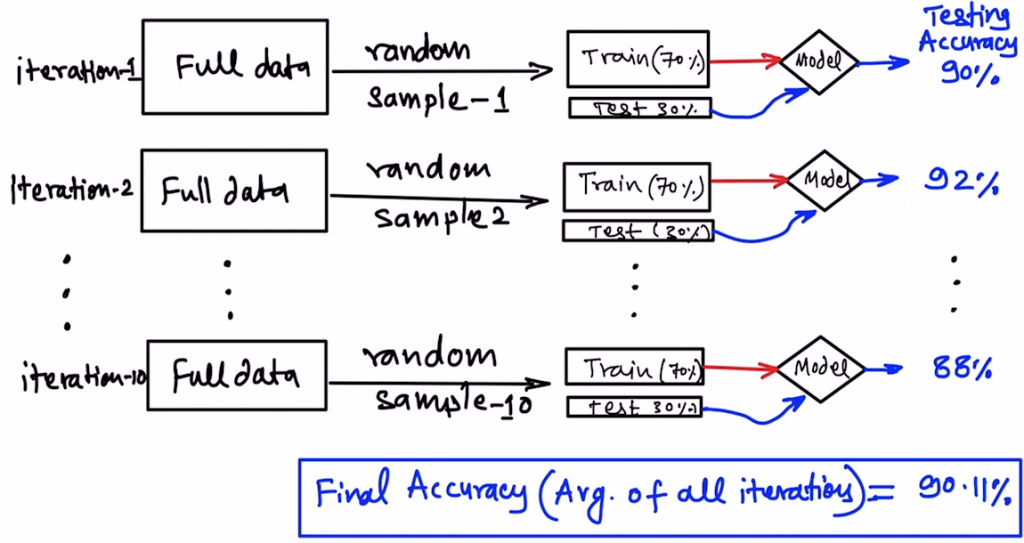 Testing
Accuracy
iteration-1 Full data random sample-1 Train (70%) Model 90%
Test 30%
Iteration-2 Full data random sample 2 Train (70%) Model 92%
Test (30%)
iteration-10 Full data random sample-10 Train (70%) Model 88%
Test 30%
Final Accuracy (Avg. of all iterations) = 90.11%